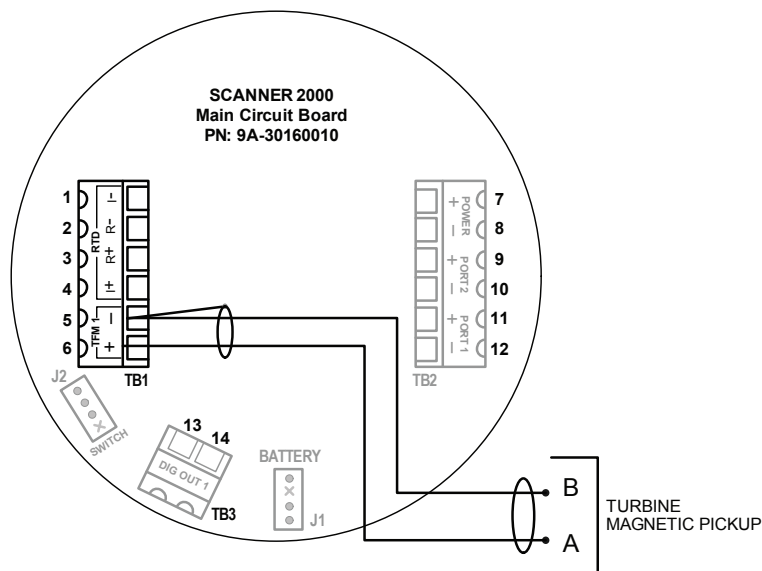 SCANNER 2000
Main Circuit Board
PN: 9A-30160010
1
2
3
4
5
6
I-
R-
R+
I+
RTD
−
+
TFM 1
TB1
7
8
9
10
11
12
+
−
POWER
+
−
PORT 2
+
−
PORT 1
TB2
J2
X
SWITCH
13
14
DIG OUT 1
TB3
BATTERY
X
J1
B
A
TURBINE
MAGNETIC PICKUP